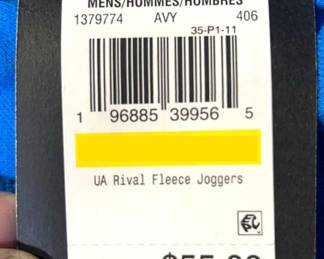 MENS/HOMMES/HOMBRES
1379774 AVY 406
35-P1-11
1 96885 39956 5
UA Rival Fleece Joggers